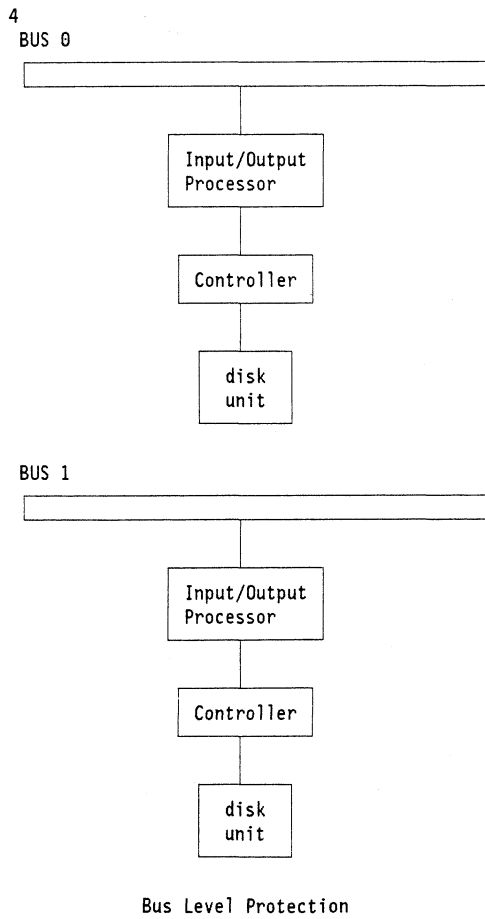 4
BUS 0
Input/Output
Processor
Controller
disk
unit
BUS 1
Input/Output
Processor
Controller
disk
unit
Bus Level Protection